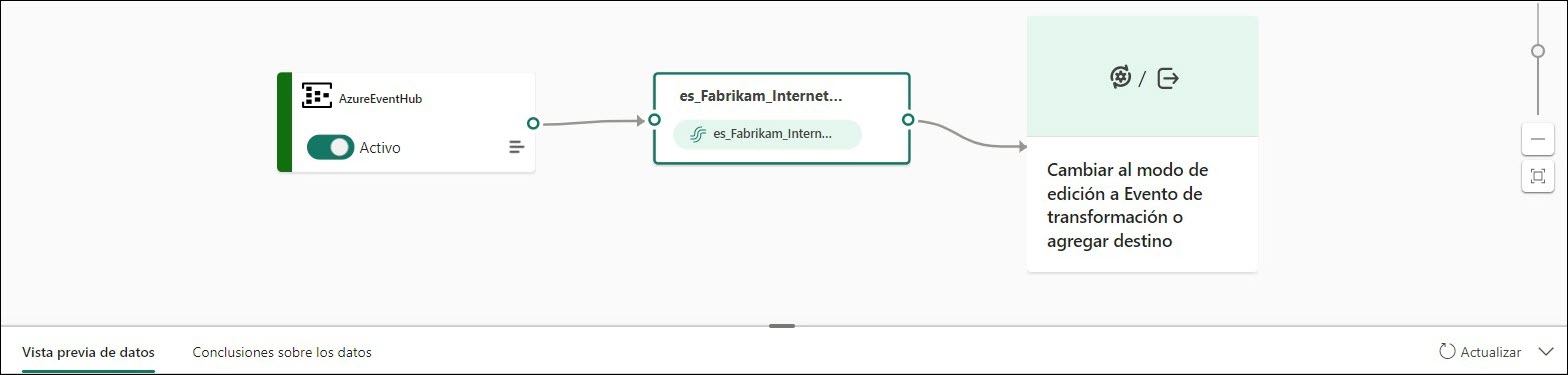 AzureEventHub
Activo
es_Fabrikam_Internet...
es_Fabrikam_Intern...
/
Cambiar al modo de
edición a Evento de
transformación o
agregar destino
Vista previa de datos
Conclusiones sobre los datos
Actualizar